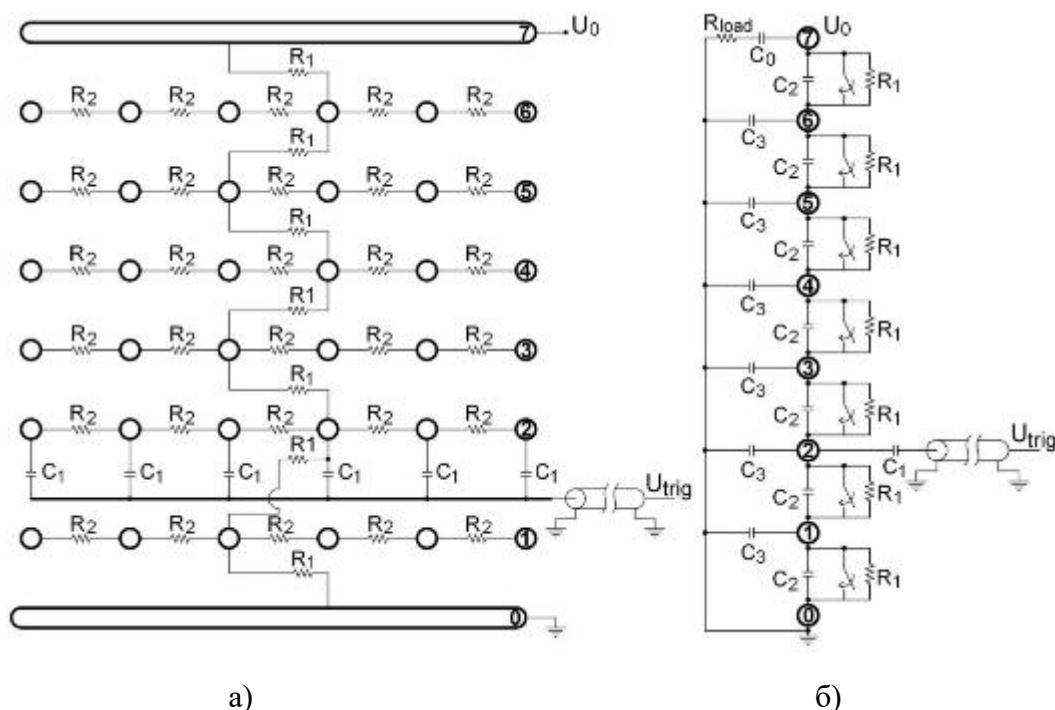 7 U₀
R₁
R₂ R₂ R₂ R₂ R₂ 6
R₁
R₂ R₂ R₂ R₂ R₂ 5
R₁
R₂ R₂ R₂ R₂ R₂ 4
R₁
R₂ R₂ R₂ R₂ R₂ 3
R₁
R₂ R₂ R₂ R₂ R₂ 2
R₁
C₁ C₁ C₁ C₁ C₁ C₁
U_trig
R₂ R₂ R₂ R₂ R₂ 1
R₁
0
а)
R_load 7 U₀
C₀
C₂ R₁
6
C₃
C₂ R₁
5
C₃
C₂ R₁
4
C₃
C₂ R₁
3
C₃
C₂ R₁
2 U_trig
C₃ C₁
C₂ R₁
1
C₃
C₂ R₁
0
б)